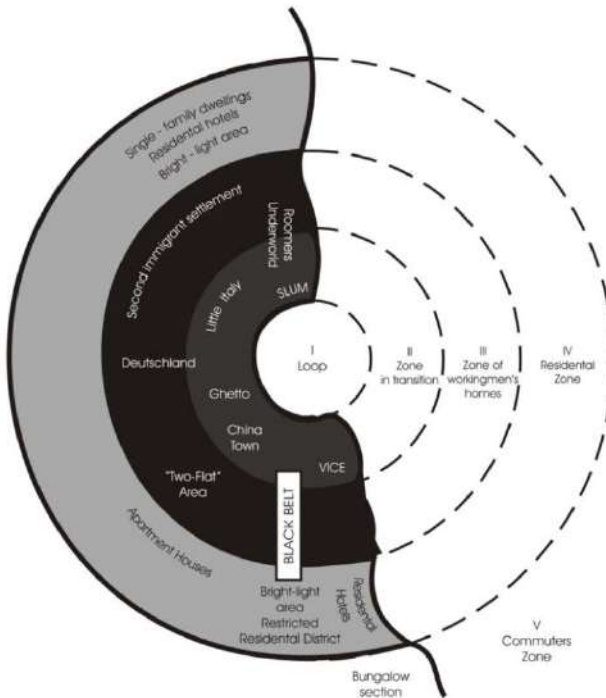 Single - family dwellings
Residential hotels
Bright - light area
Second immigrant settlement
Roomers
Underworld
Little Italy
SLUM
I
Loop
II
Zone
in transition
III
Zone of
workingmen's
homes
IV
Residental
Zone
Deutschland
Ghetto
China
Town
VICE
"Two-Flat"
Area
BLACK BELT
Apartment Houses
Bright-light
area
Restricted
Residental District
Residental
Hotels
V
Commuters
Zone
Bungalow
section